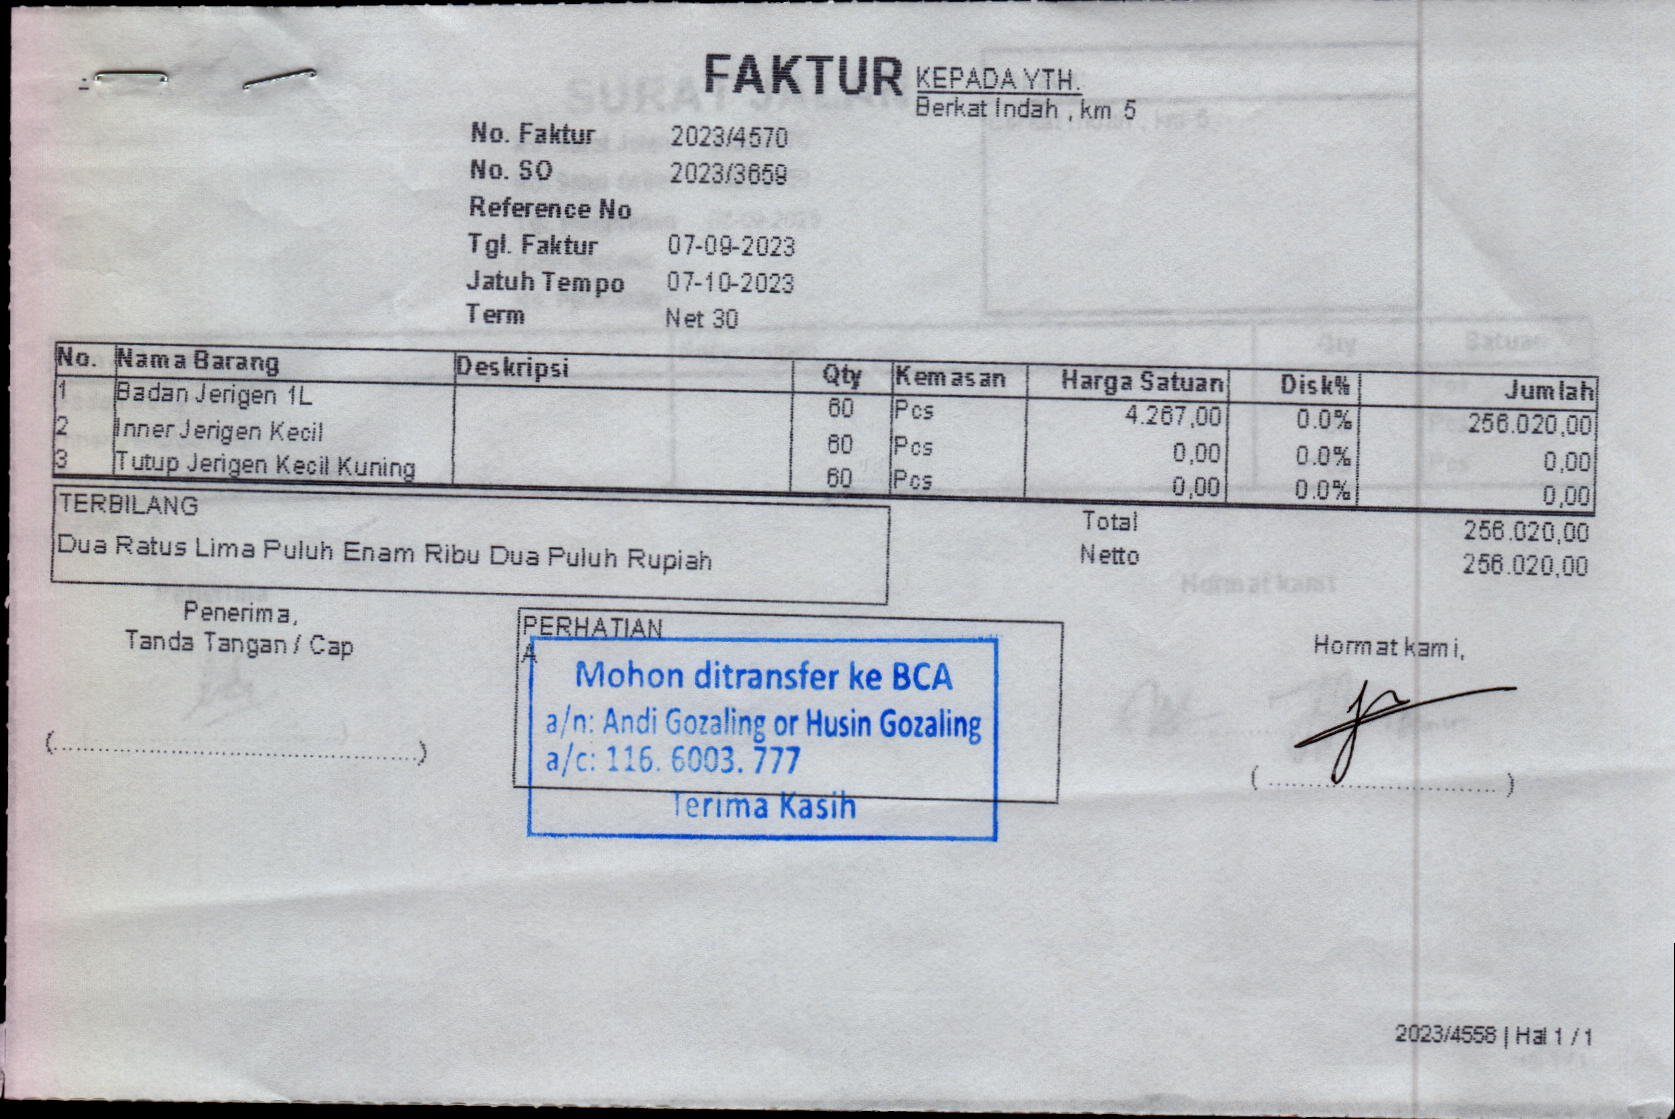 FAKTUR
KEPADA YTH.
Berkat Indah , km 5
No. Faktur 2023/4570
No. SO 2023/3659
Reference No
Tgl. Faktur 07-09-2023
Jatuh Tempo 07-10-2023
Term Net 30
No. Nama Barang Deskripsi Qty Kemasan Harga Satuan Disk% Jumlah
1 Badan Jerigen 1L 60 Pcs 4.267,00 0.0% 256.020,00
2 Inner Jerigen Kecil 60 Pcs 0,00 0.0% 0,00
3 Tutup Jerigen Kecil Kuning 60 Pcs 0,00 0.0% 0,00
TERBILANG
Dua Ratus Lima Puluh Enam Ribu Dua Puluh Rupiah
Total 256.020,00
Netto 256.020,00
Penerima,
Tanda Tangan / Cap
(..........................................)
PERHATIAN
A
Mohon ditransfer ke BCA
a/n: Andi Gozaling or Husin Gozaling
a/c: 116. 6003. 777
Terima Kasih
Hormat kami,
(..............................)
2023/4558 | Hal 1 / 1